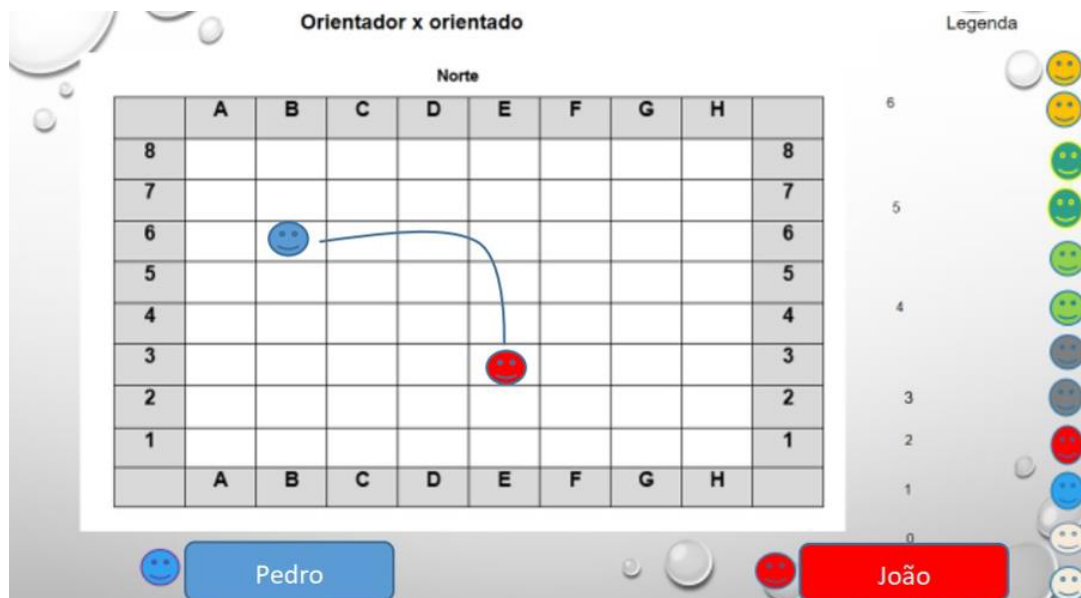 Orientador x orientado
Legenda
Norte
A B C D E F G H
8 8
7 7
6 6
5 5
4 4
3 3
2 2
1 1
A B C D E F G H
6
5
4
3
2
1
0
Pedro
João